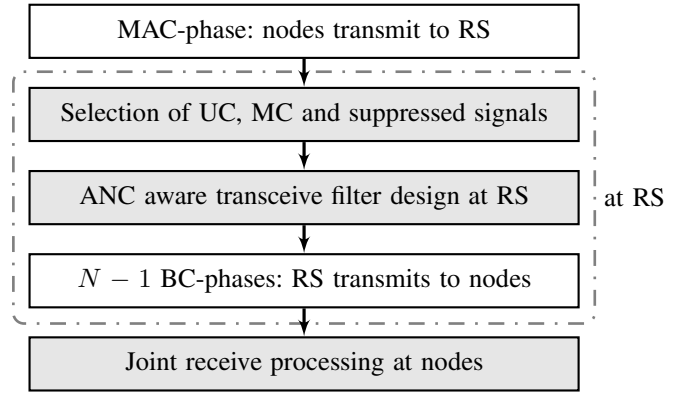 MAC-phase: nodes transmit to RS
Selection of UC, MC and suppressed signals
ANC aware transceive filter design at RS
at RS
N − 1 BC-phases: RS transmits to nodes
Joint receive processing at nodes